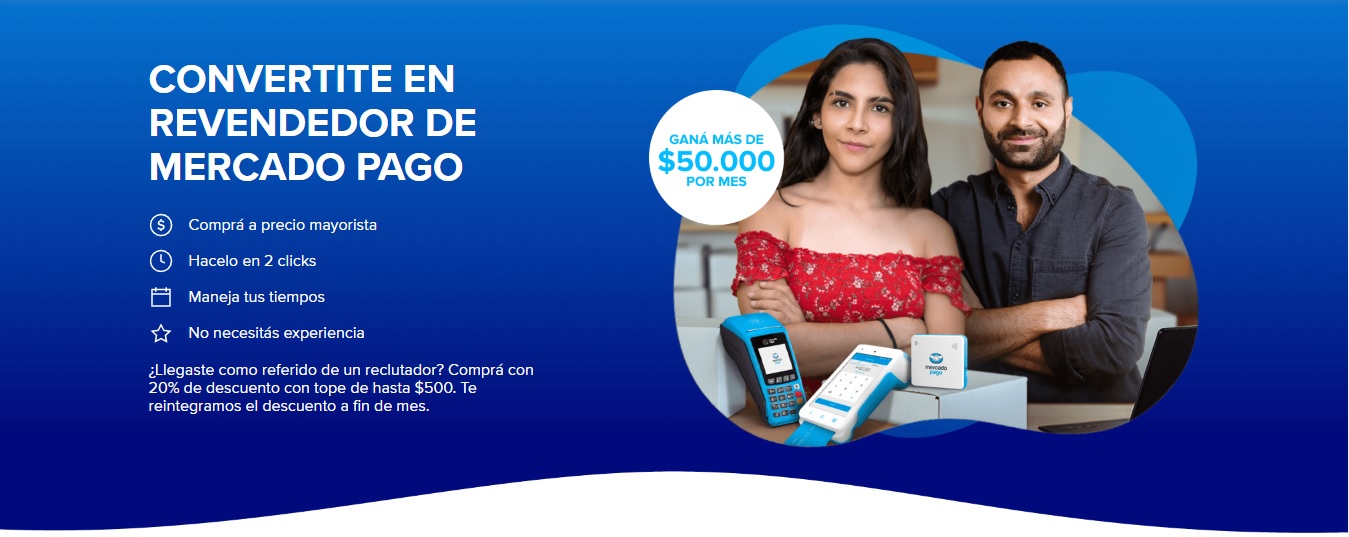 CONVERTITE EN
REVENDEDOR DE
MERCADO PAGO
Comprá a precio mayorista
Hacelo en 2 clicks
Maneja tus tiempos
No necesitás experiencia
¿Llegaste como referido de un reclutador? Comprá con
20% de descuento con tope de hasta $500. Te
reintegramos el descuento a fin de mes.
GANÁ MÁS DE
$50.000
POR MES
mercado
pago